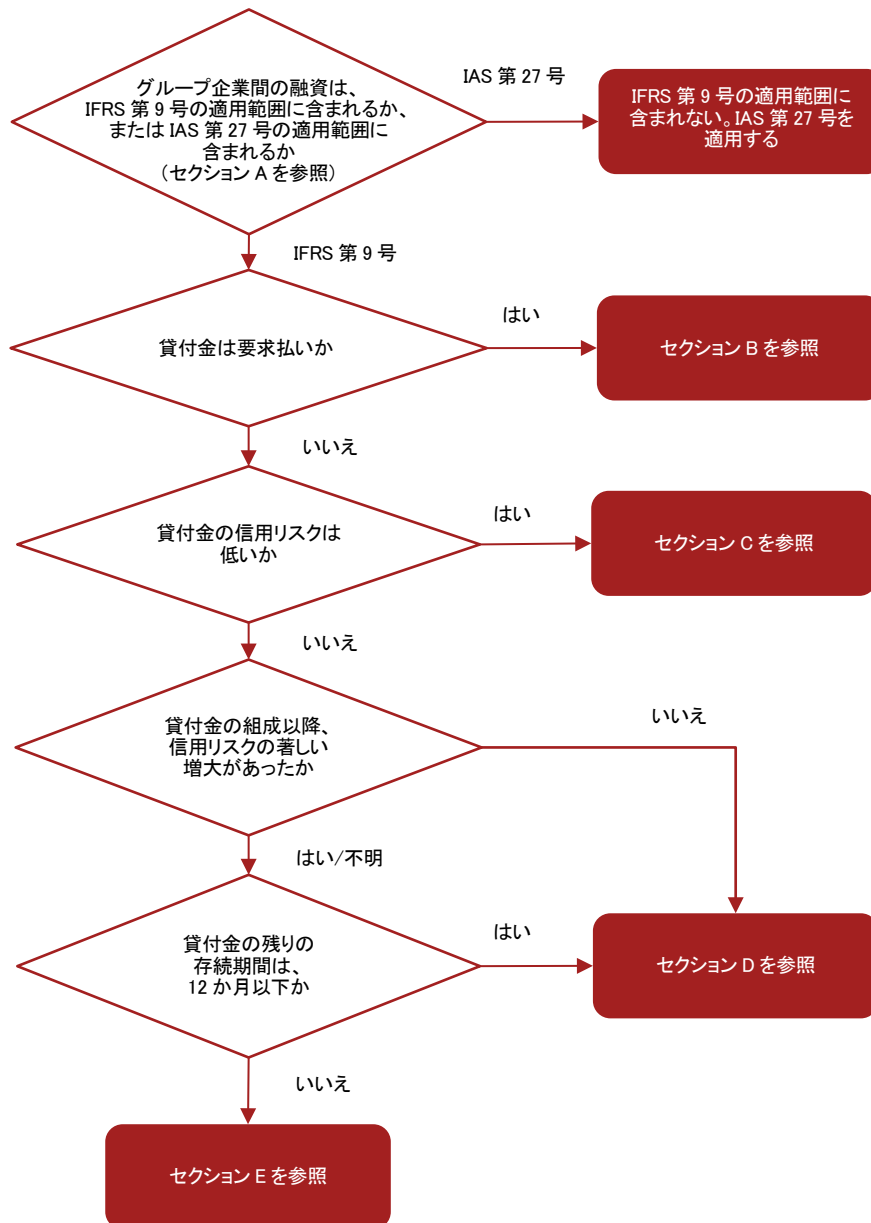 グループ企業間の融資は、
IFRS 第 9 号の適用範囲に含まれるか、
または IAS 第 27 号の適用範囲に
含まれるか
(セクション A を参照)
IAS 第 27 号
IFRS 第 9 号の適用範囲に
含まれない。IAS 第 27 号を
適用する
IFRS 第 9 号
貸付金は要求払いか
はい
セクション B を参照
いいえ
貸付金の信用リスクは
低いか
はい
セクション C を参照
いいえ
貸付金の組成以降、
信用リスクの著しい
増大があったか
いいえ
はい/不明
貸付金の残りの
存続期間は、
12 か月以下か
はい
セクション D を参照
いいえ
セクション E を参照